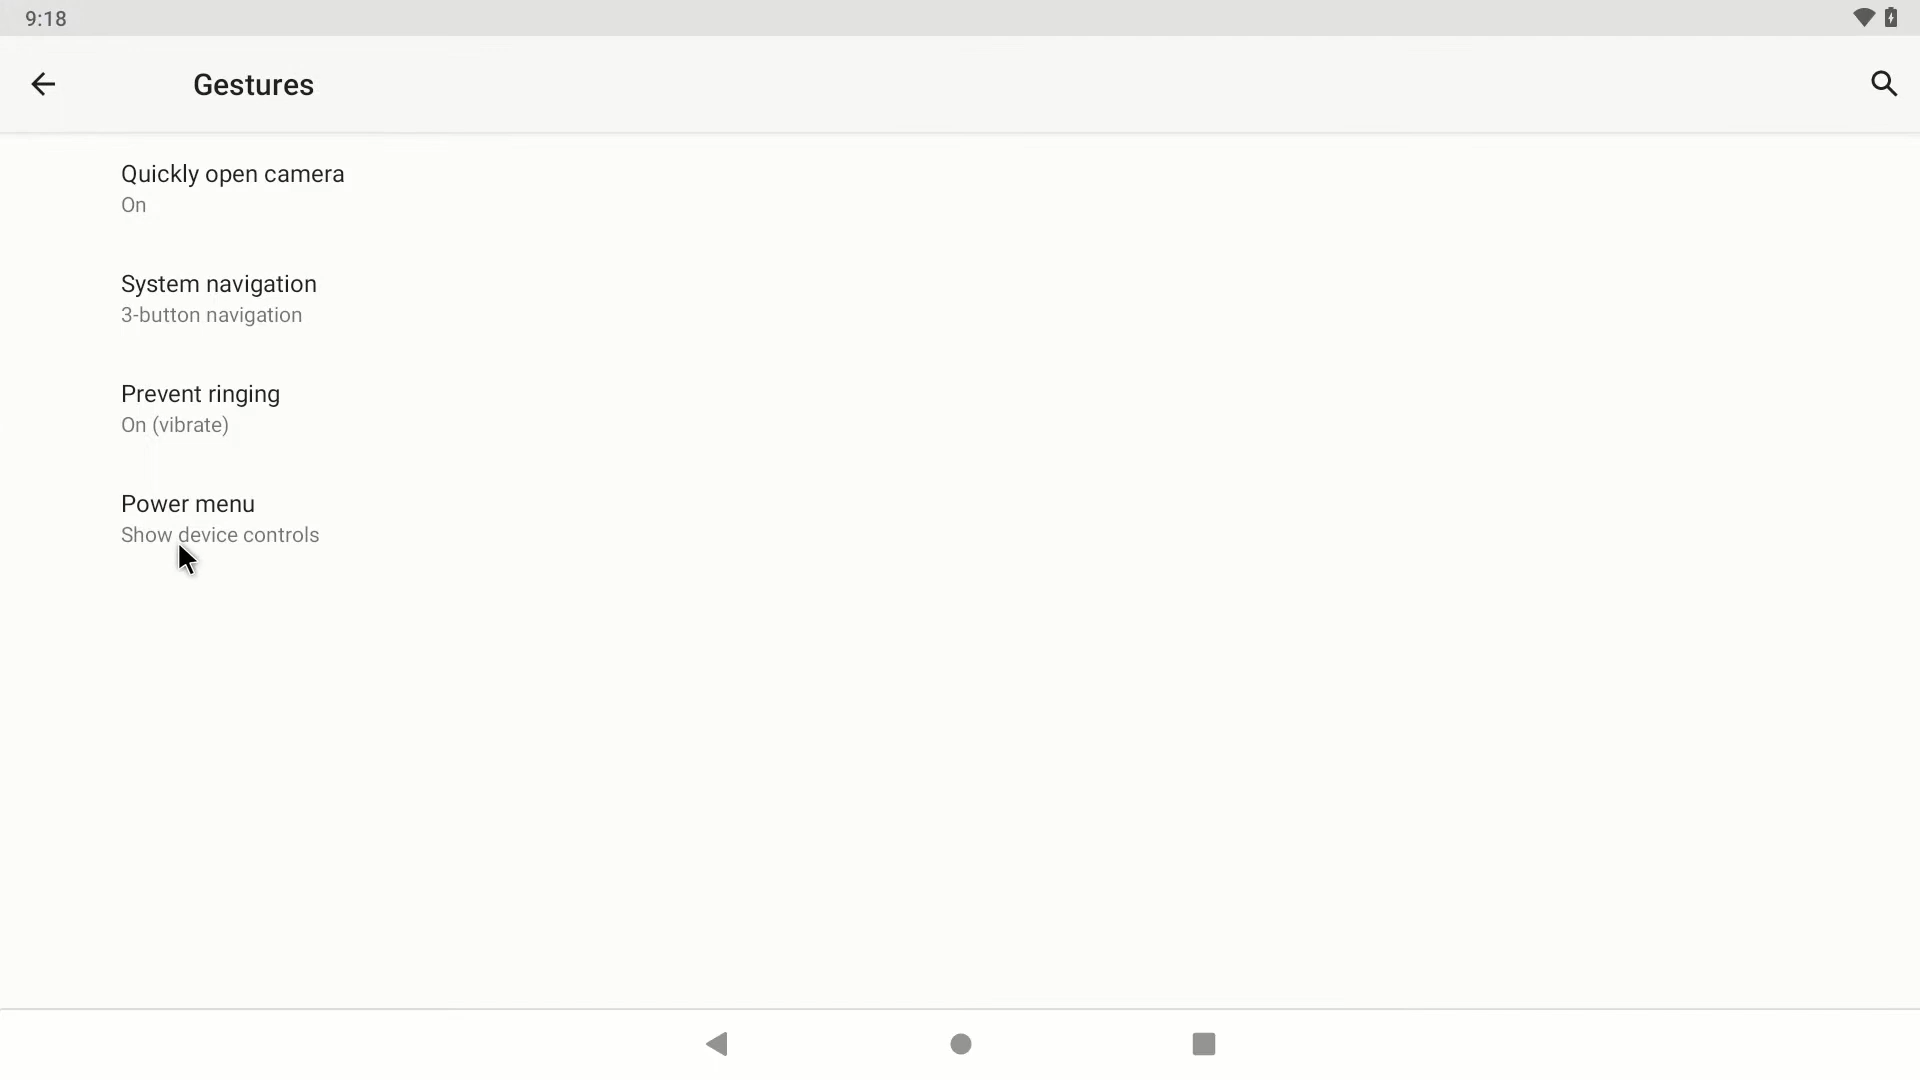 9:18
Gestures
Quickly open camera
On
System navigation
3-button navigation
Prevent ringing
On (vibrate)
Power menu
Show device controls